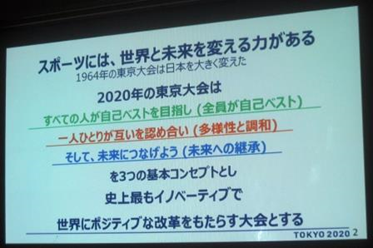 スポーツには、世界と未来を変える力がある
1964年の東京大会は日本を大きく変えた
2020年の東京大会は
すべての人が自己ベストを目指し（全員が自己ベスト）
一人ひとりが互いを認め合い（多様性と調和）
そして、未来につなげよう（未来への継承）
を3つの基本コンセプトとし
史上最もイノベーティブで
世界にポジティブな改革をもたらす大会とする
TOKYO 2020 2